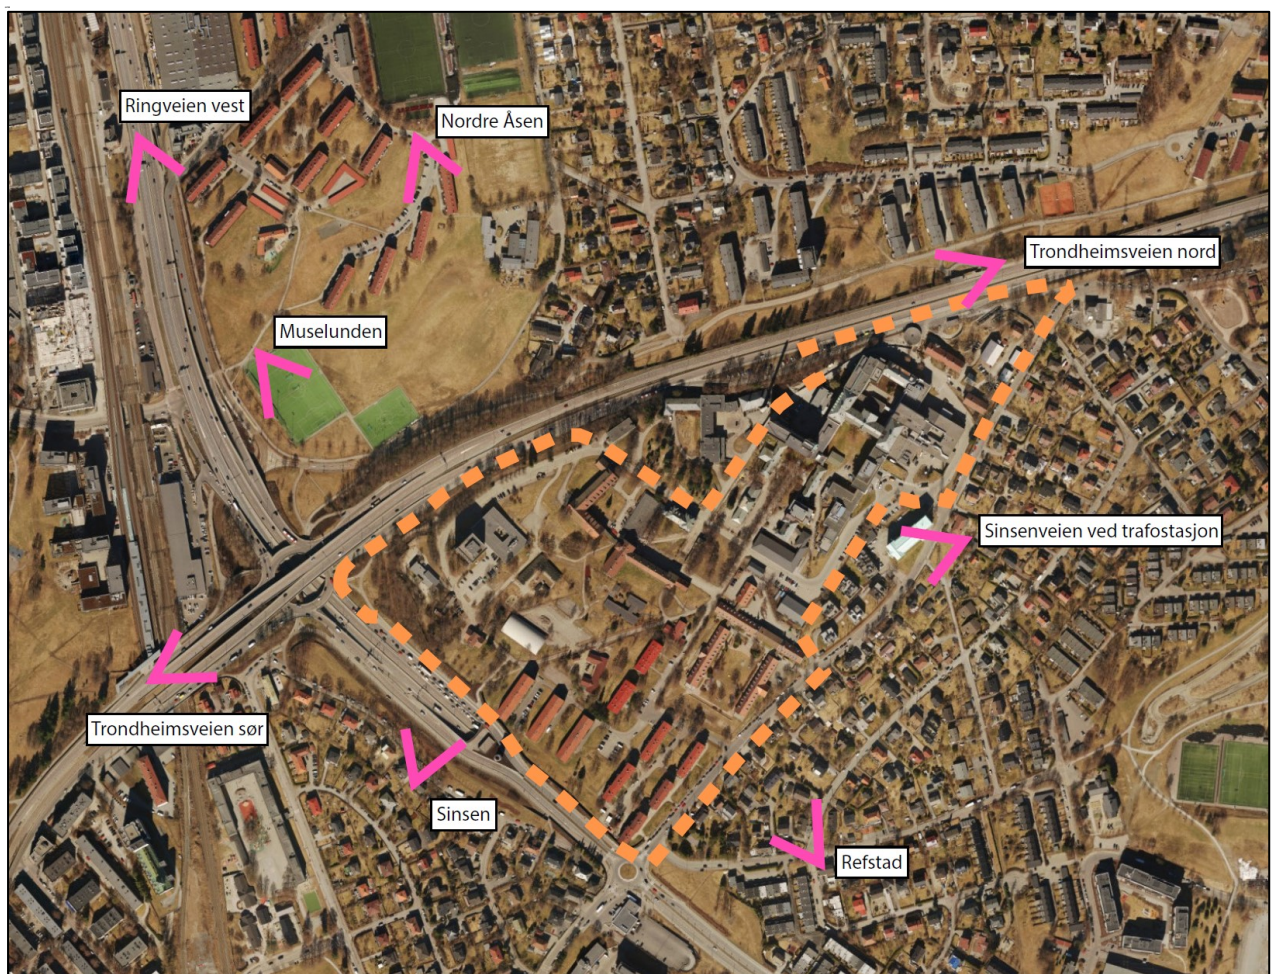 Ringveien vest
Nordre Åsen
Trondheimsveien nord
Muselunden
Sinsenveien ved trafostasjon
Trondheimsveien sør
Sinsen
Refstad